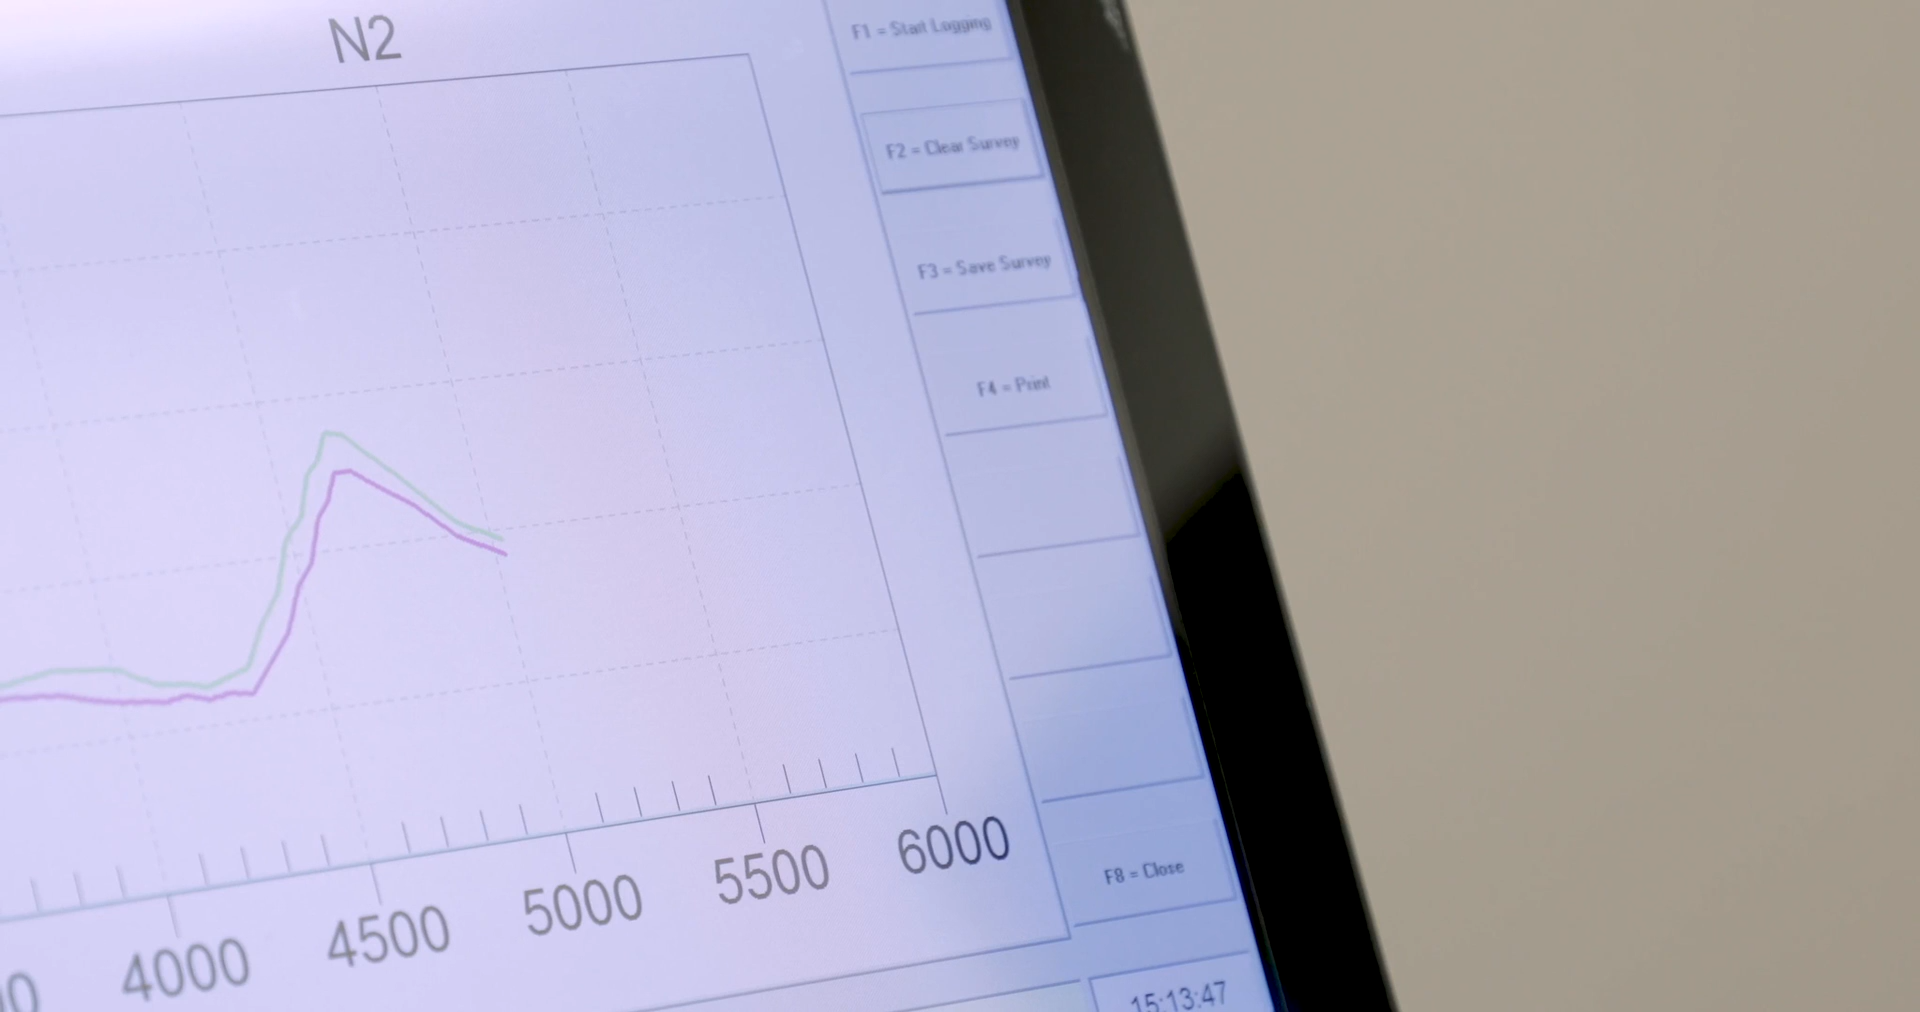 N2
F1 = Start Logging
F2 = Clear Survey
F3 = Save Survey
F4 = Print
F8 = Close
4000
4500
5000
5500
6000
15:13:47